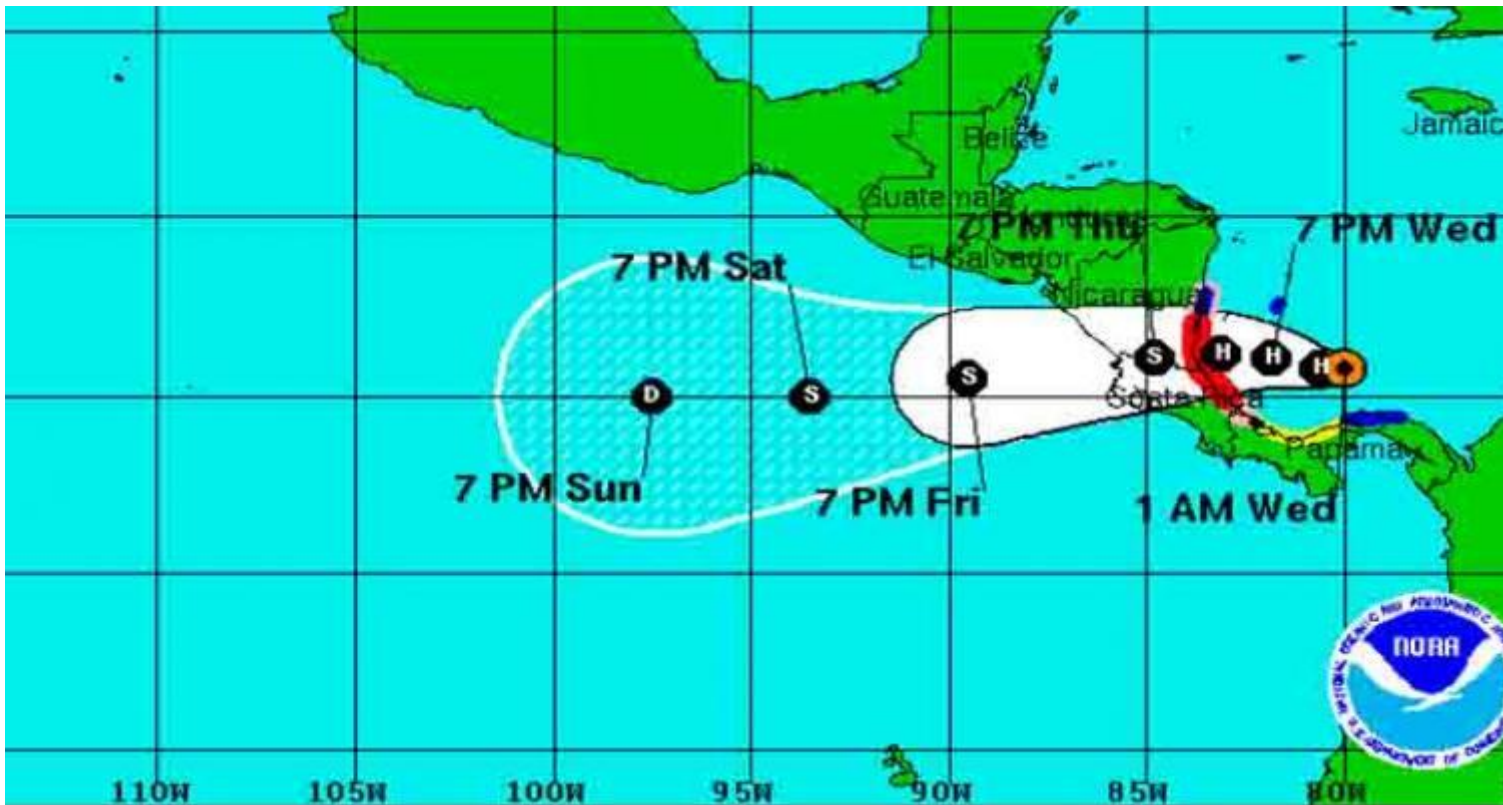 Jamaic
Belize
Guatemala
7 PM Thu
7 PM Wed
El Salvador
7 PM Sat
Nicaragua
S
H
H
H
S
D
S
Costa Rica
Panama
7 PM Sun
7 PM Fri
1 AM Wed
NOAA
110W 105W 100W 95W 90W 85W 80W